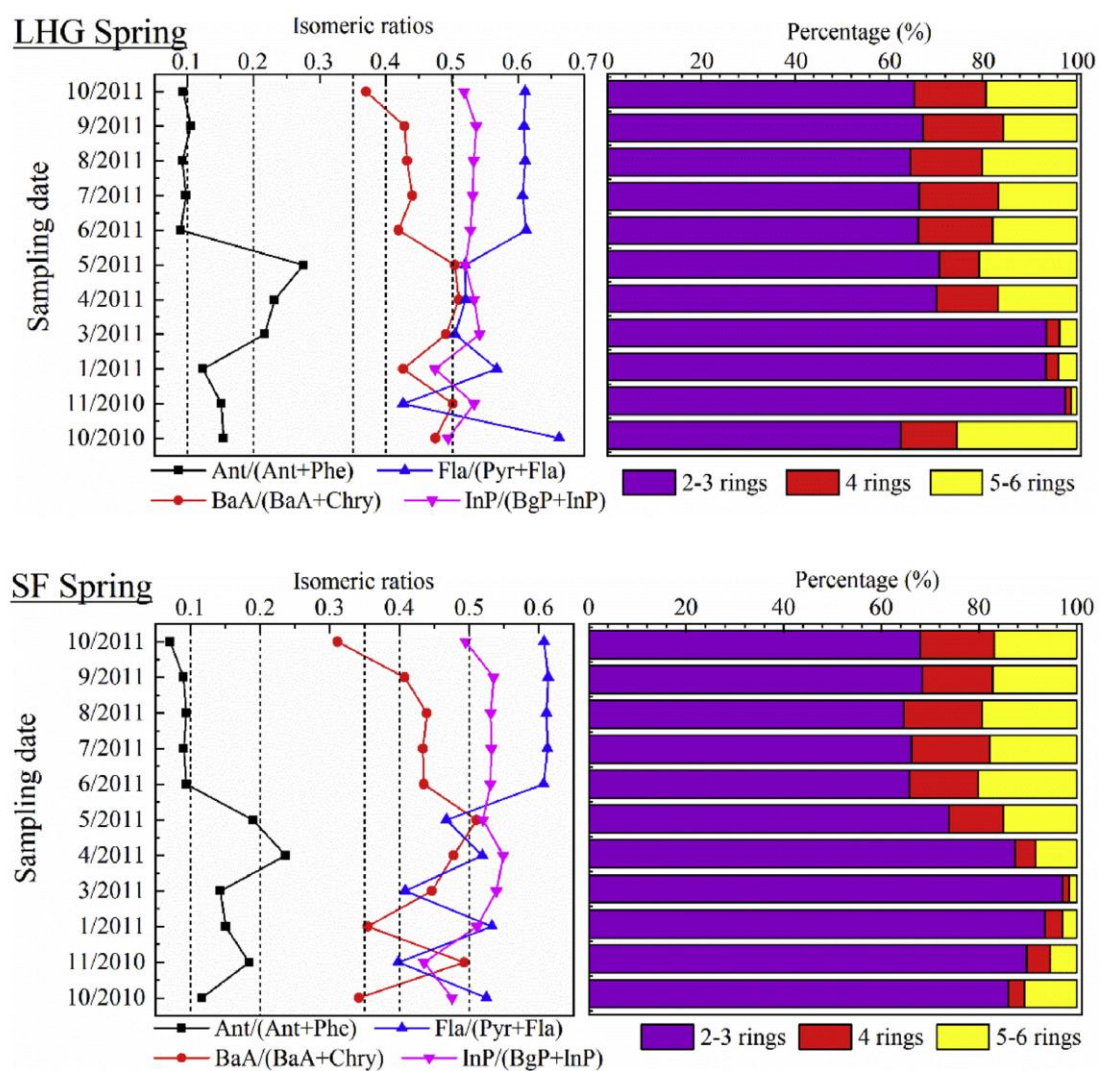 LHG Spring
Isomeric ratios
Percentage (%)
0.1 0.2 0.3 0.4 0.5 0.6 0.7
0 20 40 60 80 100
Sampling date
10/2011
9/2011
8/2011
7/2011
6/2011
5/2011
4/2011
3/2011
1/2011
11/2010
10/2010
Ant/(Ant+Phe) Fla/(Pyr+Fla)
BaA/(BaA+Chry) InP/(BgP+InP)
2-3 rings 4 rings 5-6 rings
SF Spring
Isomeric ratios
Percentage (%)
0.1 0.2 0.3 0.4 0.5 0.6
0 20 40 60 80 100
Sampling date
10/2011
9/2011
8/2011
7/2011
6/2011
5/2011
4/2011
3/2011
1/2011
11/2010
10/2010
Ant/(Ant+Phe) Fla/(Pyr+Fla)
BaA/(BaA+Chry) InP/(BgP+InP)
2-3 rings 4 rings 5-6 rings